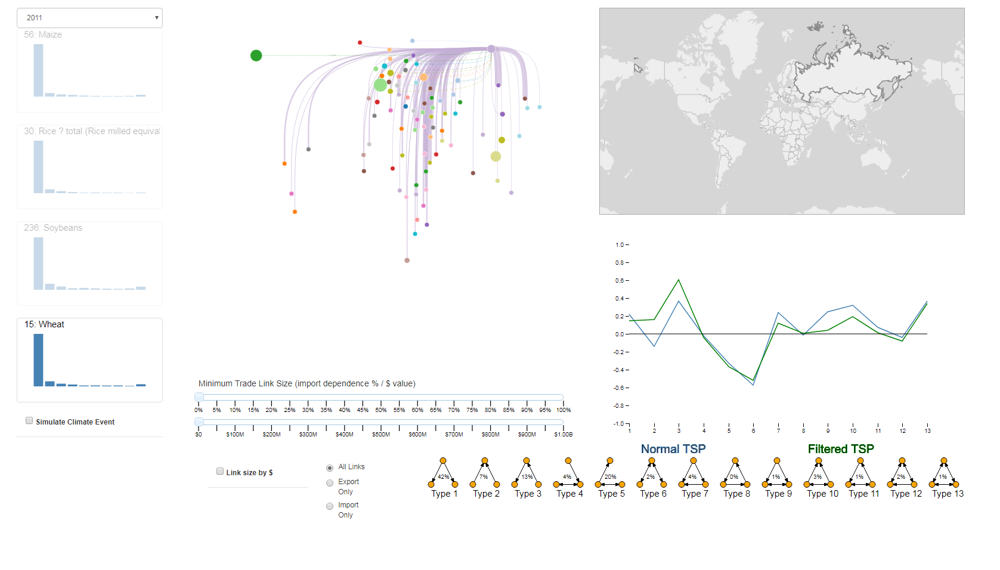 2011
56: Maize
30: Rice ? total (Rice milled equival
236: Soybeans
15: Wheat
Simulate Climate Event
Minimum Trade Link Size (import dependence % / $ value)
0% 5% 10% 15% 20% 25% 30% 35% 40% 45% 50% 55% 60% 65% 70% 75% 80% 85% 90% 95% 100%
$0 $100M $200M $300M $400M $500M $600M $700M $800M $900M $1.00B
Link size by $
All Links
Export
Only
Import
Only
1.0
0.8
0.6
0.4
0.2
0.0
-0.2
-0.4
-0.6
-0.8
-1.0
1 2 3 4 5 6 7 8 9 10 11 12 13
Normal TSP Filtered TSP
42% 7% 13% 4% 20% 2% 4% 0% 1% 3% 1% 2% 1%
Type 1 Type 2 Type 3 Type 4 Type 5 Type 6 Type 7 Type 8 Type 9 Type 10 Type 11 Type 12 Type 13